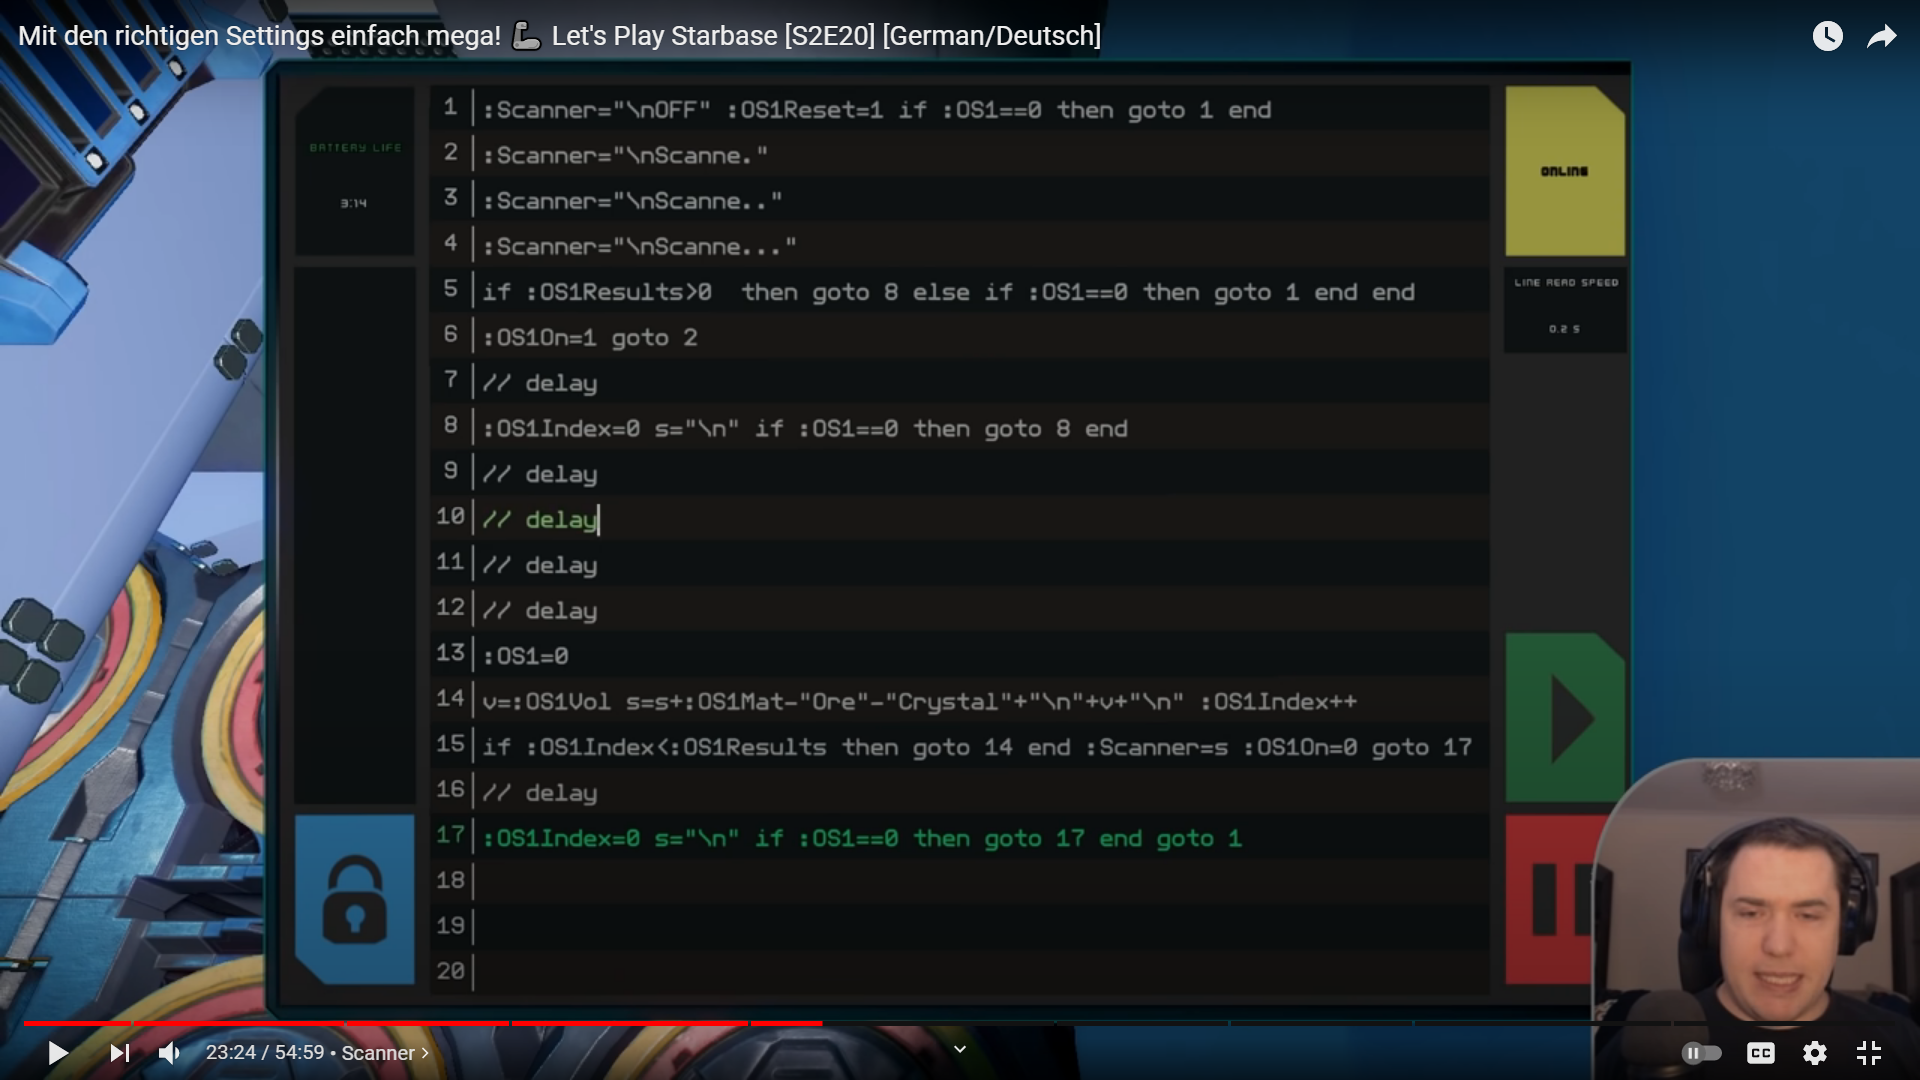 Mit den richtigen Settings einfach mega! 🦾 Let's Play Starbase [S2E20] [German/Deutsch]
BATTERY LIFE
3:14
1 :Scanner="\nOFF" :OS1Reset=1 if :OS1==0 then goto 1 end
2 :Scanner="\nScanne."
3 :Scanner="\nScanne.."
4 :Scanner="\nScanne..."
5 if :OS1Results>0  then goto 8 else if :OS1==0 then goto 1 end end
6 :OS1On=1 goto 2
7 // delay
8 :OS1Index=0 s="\n" if :OS1==0 then goto 8 end
9 // delay
10 // delay
11 // delay
12 // delay
13 :OS1=0
14 v=:OS1Vol s=s+:OS1Mat-"Ore"-"Crystal"+"\n"+v+"\n" :OS1Index++
15 if :OS1Index<:OS1Results then goto 14 end :Scanner=s :OS1On=0 goto 17
16 // delay
17 :OS1Index=0 s="\n" if :OS1==0 then goto 17 end goto 1
18
19
20
ONLINE
LINE READ SPEED
0.2 S
23:24 / 54:59 • Scanner >
CC